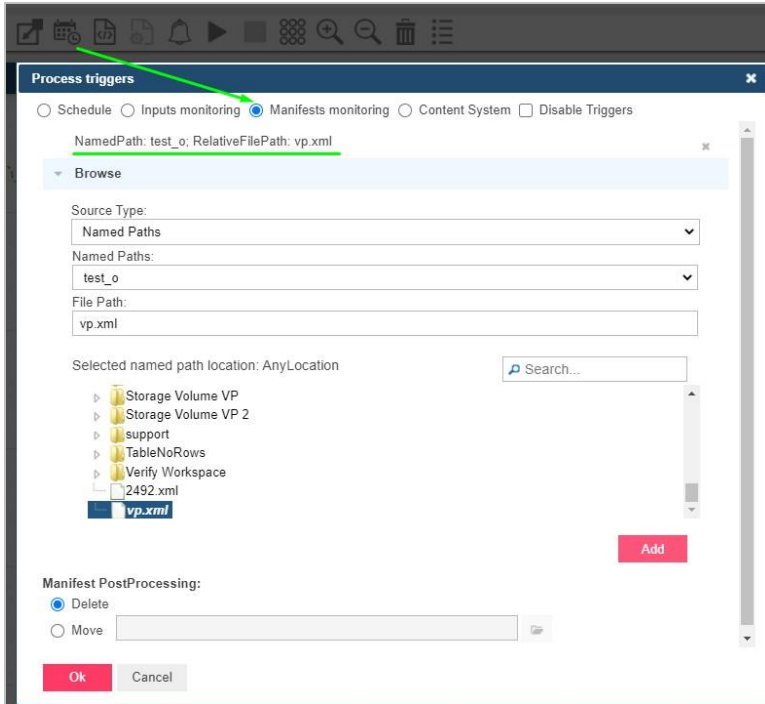 Process triggers
Schedule Inputs monitoring Manifests monitoring Content System Disable Triggers
NamedPath: test_o; RelativeFilePath: vp.xml
Browse
Source Type:
Named Paths
Named Paths:
test_o
File Path:
vp.xml
Selected named path location: AnyLocation Search...
Storage Volume VP
Storage Volume VP 2
support
TableNoRows
Verify Workspace
2492.xml
vp.xml
Add
Manifest PostProcessing:
Delete
Move
Ok Cancel